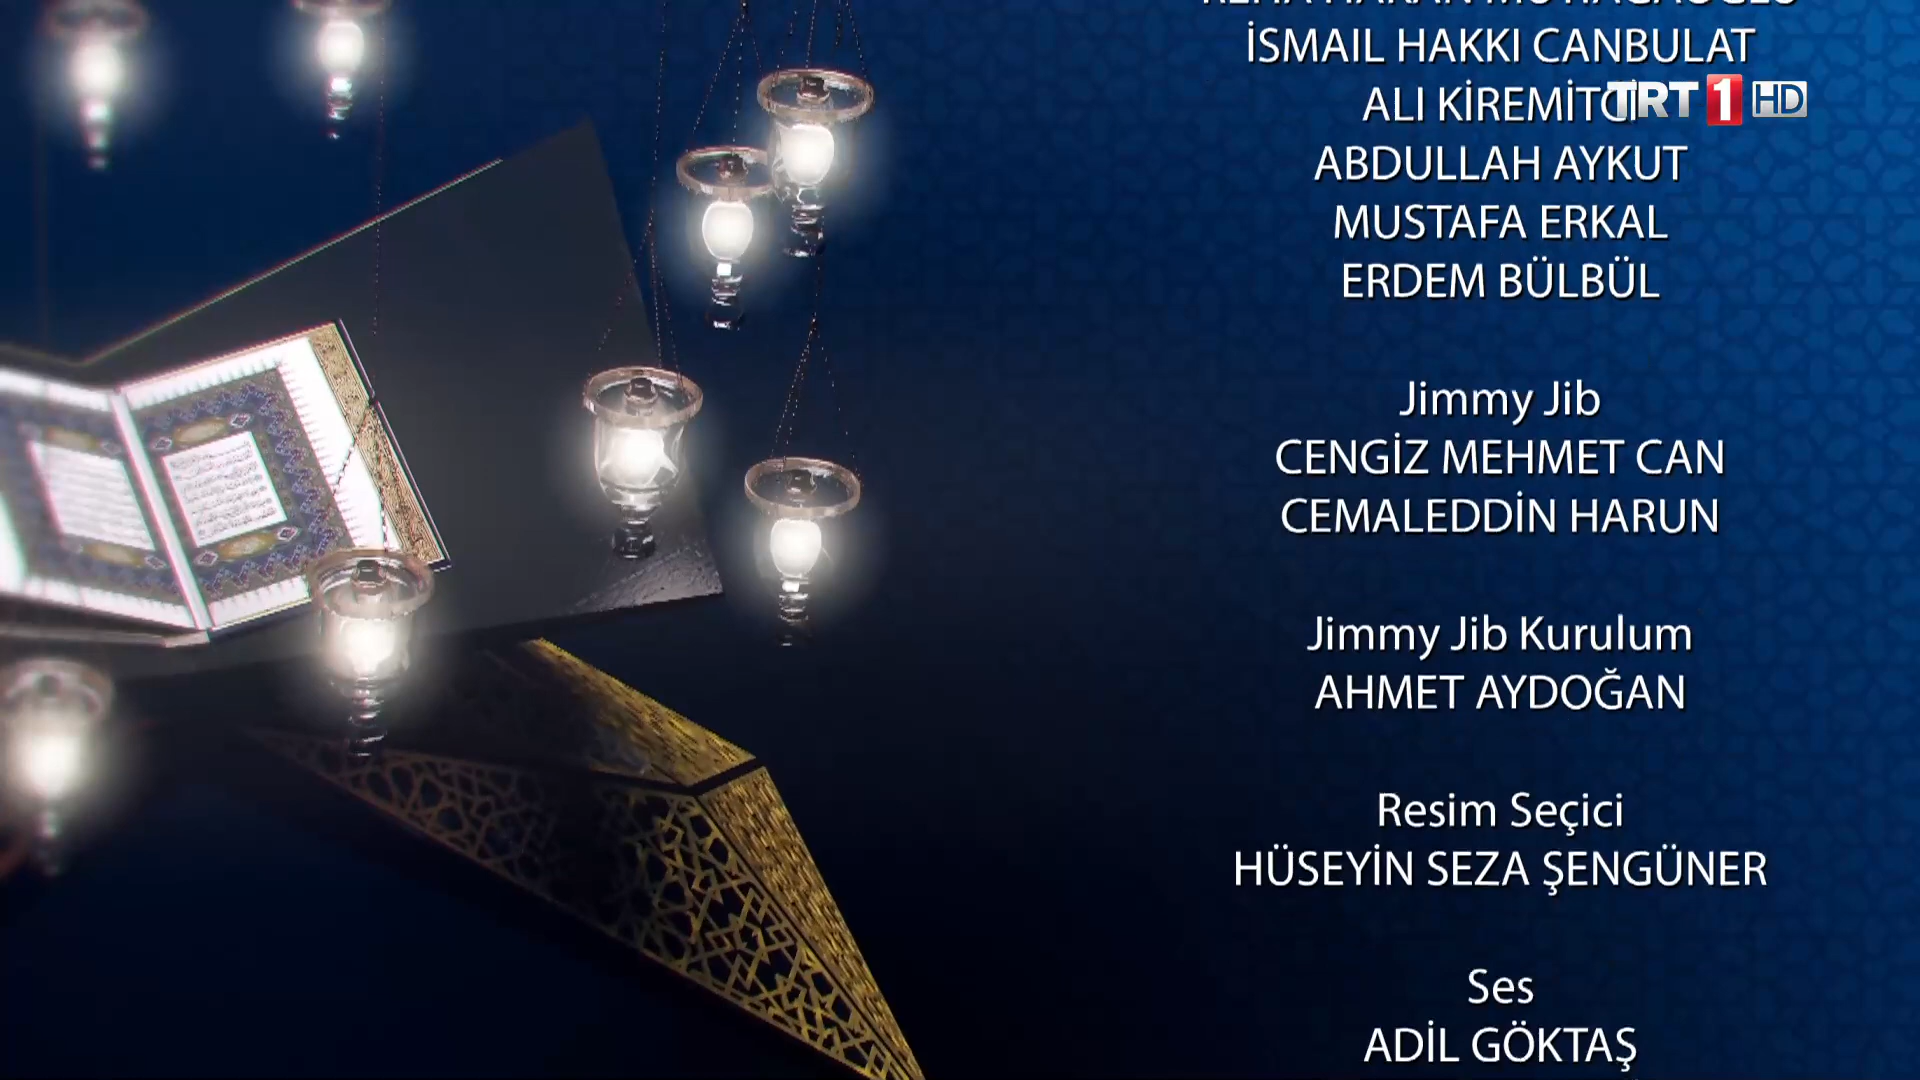 İSMAIL HAKKI CANBULAT
ALI KİREMİTCİ
TRT 1 HD
ABDULLAH AYKUT
MUSTAFA ERKAL
ERDEM BÜLBÜL
Jimmy Jib
CENGİZ MEHMET CAN
CEMALEDDİN HARUN
Jimmy Jib Kurulum
AHMET AYDOĞAN
Resim Seçici
HÜSEYİN SEZA ŞENGÜNER
Ses
ADİL GÖKTAŞ